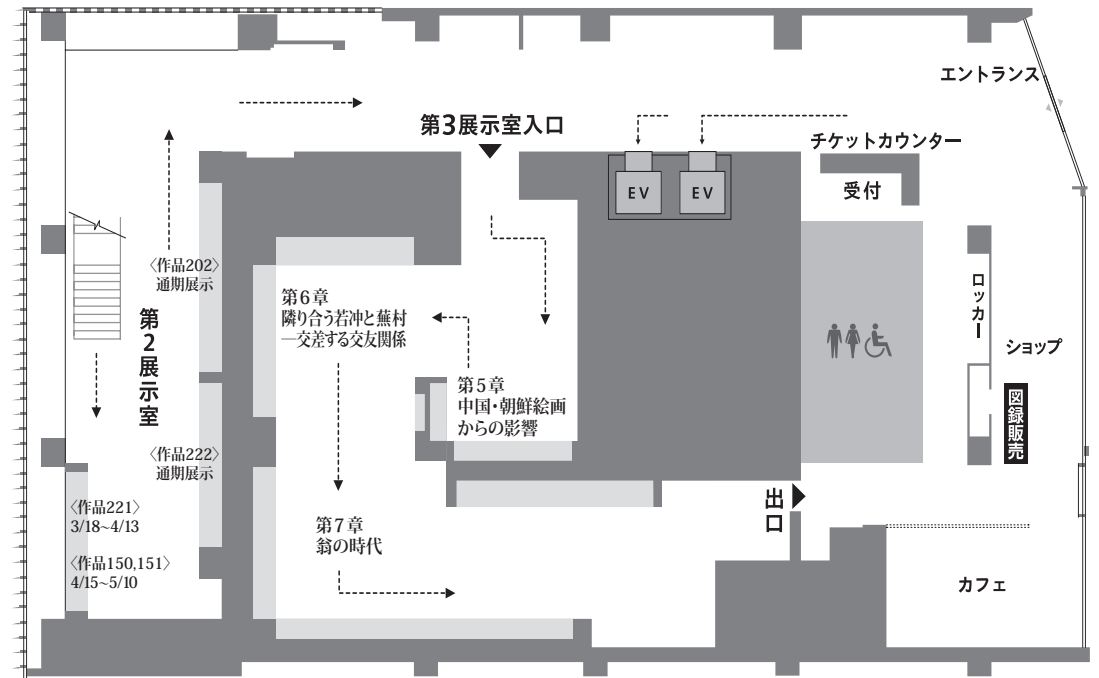 エントランス
第3展示室入口
チケットカウンター
EV
EV
受付
〈作品202〉
通期展示
第2展示室
第6章
隣り合う若冲と蕪村
―交差する交友関係
ロッカー
ショップ
図録販売
第5章
中国・朝鮮絵画
からの影響
〈作品222〉
通期展示
〈作品221〉
3/18~4/13
〈作品150,151〉
4/15~5/10
第7章
翁の時代
出口
カフェ